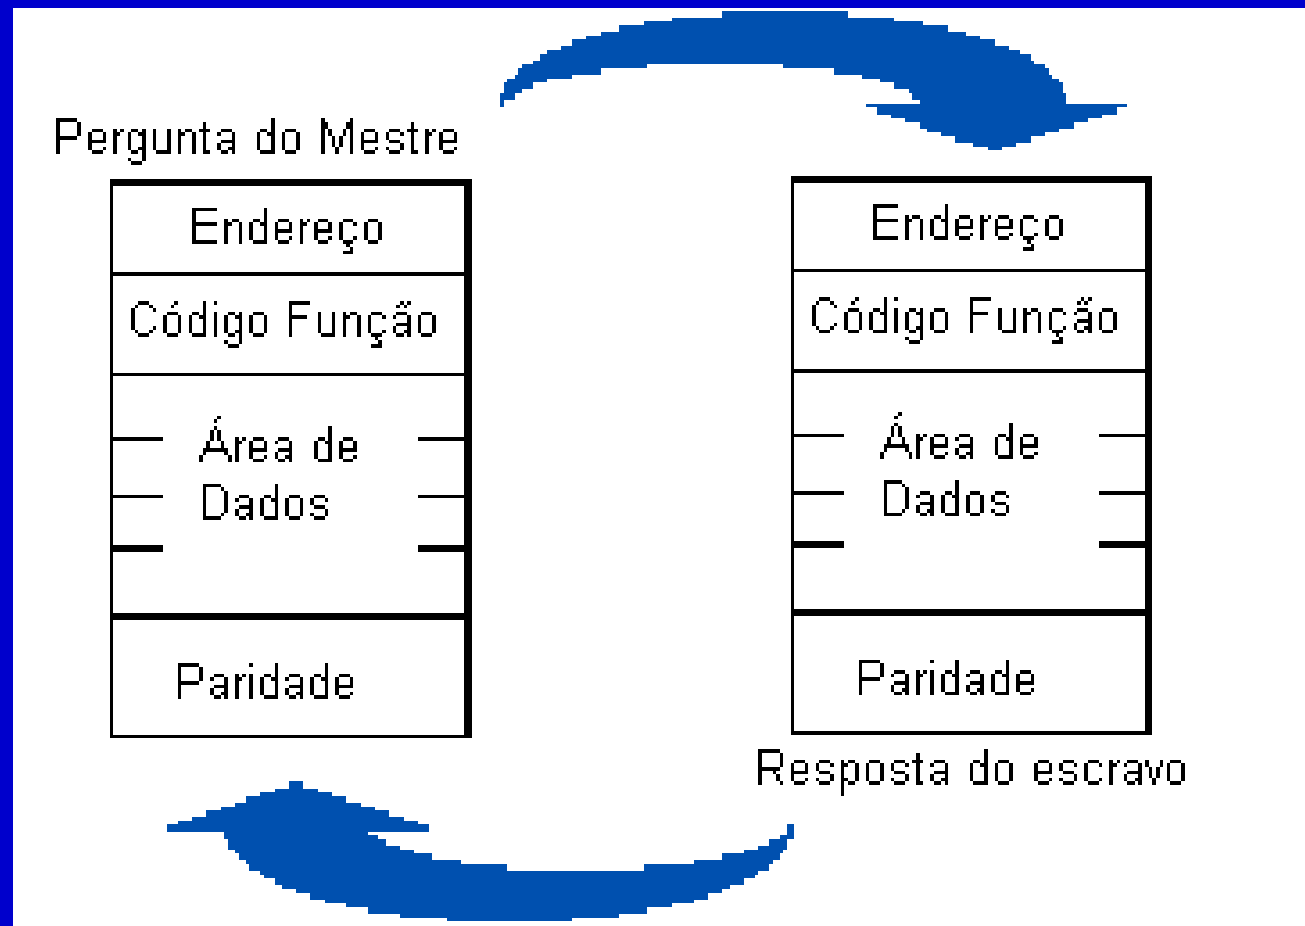 Pergunta do Mestre
Endereço
Código Função
Área de
Dados
Paridade
Endereço
Código Função
Área de
Dados
Paridade
Resposta do escravo